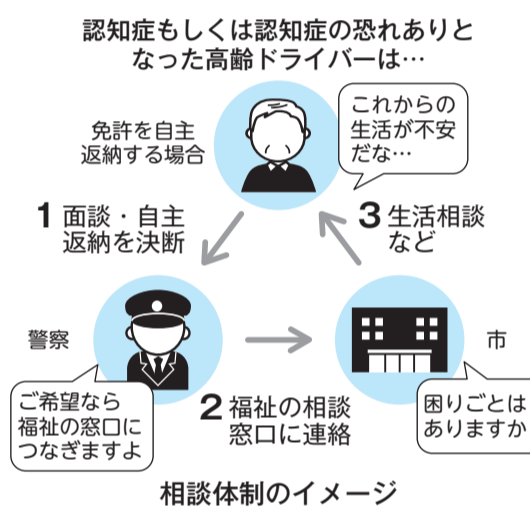 認知症もしくは認知症の恐れありと
なった高齢ドライバーは…
免許を自主
返納する場合
これからの
生活が不安
だな…
1 面談・自主
返納を決断
3 生活相談
など
警察
市
ご希望なら
福祉の窓口に
つなぎますよ
2 福祉の相談
窓口に連絡
困りごとは
ありますか
相談体制のイメージ